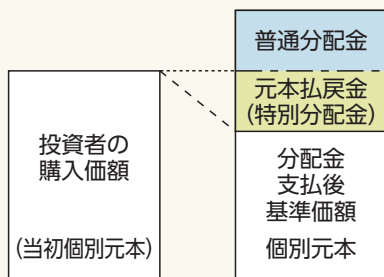 普通分配金
元本払戻金
(特別分配金)
投資者の
購入価額
(当初個別元本)
分配金
支払後
基準価額
個別元本